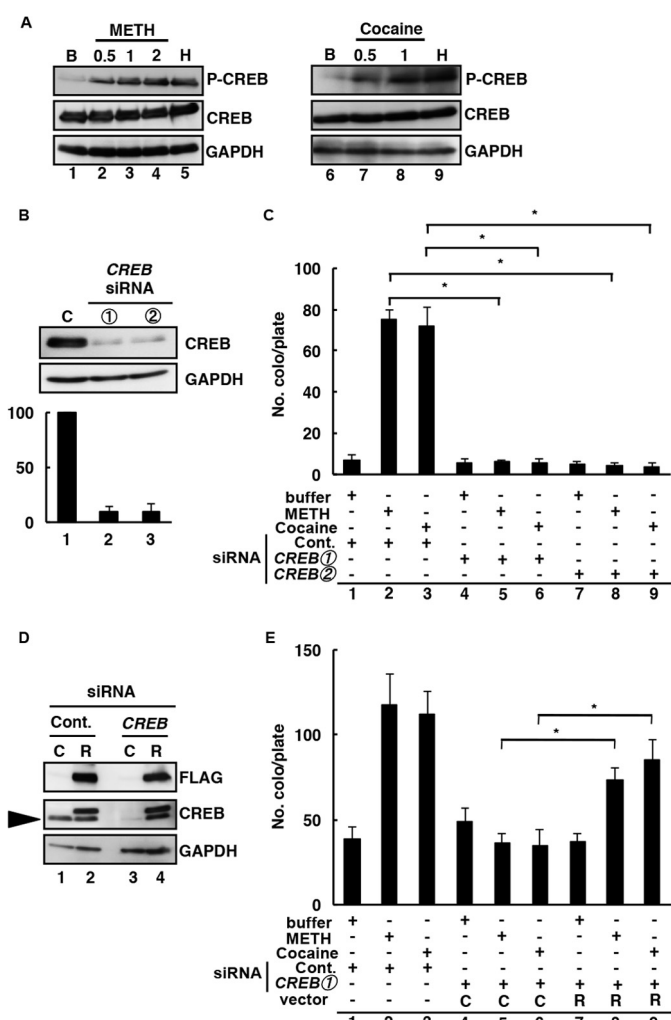 A
METH
Cocaine
B 0.5 1 2 H
B 0.5 1 H
P-CREB
P-CREB
CREB
CREB
GAPDH
GAPDH
1 2 3 4 5
6 7 8 9
B
CREB
siRNA
C ① ②
CREB
GAPDH
100
50
0
1 2 3
C
* 
*
*
*
No. colo/plate
100
80
60
40
20
0
buffer + - - + - - + - -
METH - + - - + - - + -
Cocaine - - + - - + - - +
siRNA
Cont. + + + - - - - - -
CREB① - - - + + + - - -
CREB② - - - - - - + + +
1 2 3 4 5 6 7 8 9
D
siRNA
Cont. CREB
C R C R
FLAG
CREB
GAPDH
1 2 3 4
E
*
*
No. colo/plate
150
100
50
0
buffer + - - + - - + - -
METH - + - - + - - + -
Cocaine - - + - - + - - +
siRNA
Cont. + + + - - - - - -
CREB① - - - + + + + + +
vector - - - C C C R R R